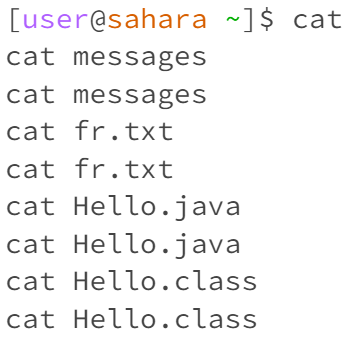 [user@sahara ~]$ cat
cat messages
cat messages
cat fr.txt
cat fr.txt
cat Hello.java
cat Hello.java
cat Hello.class
cat Hello.class